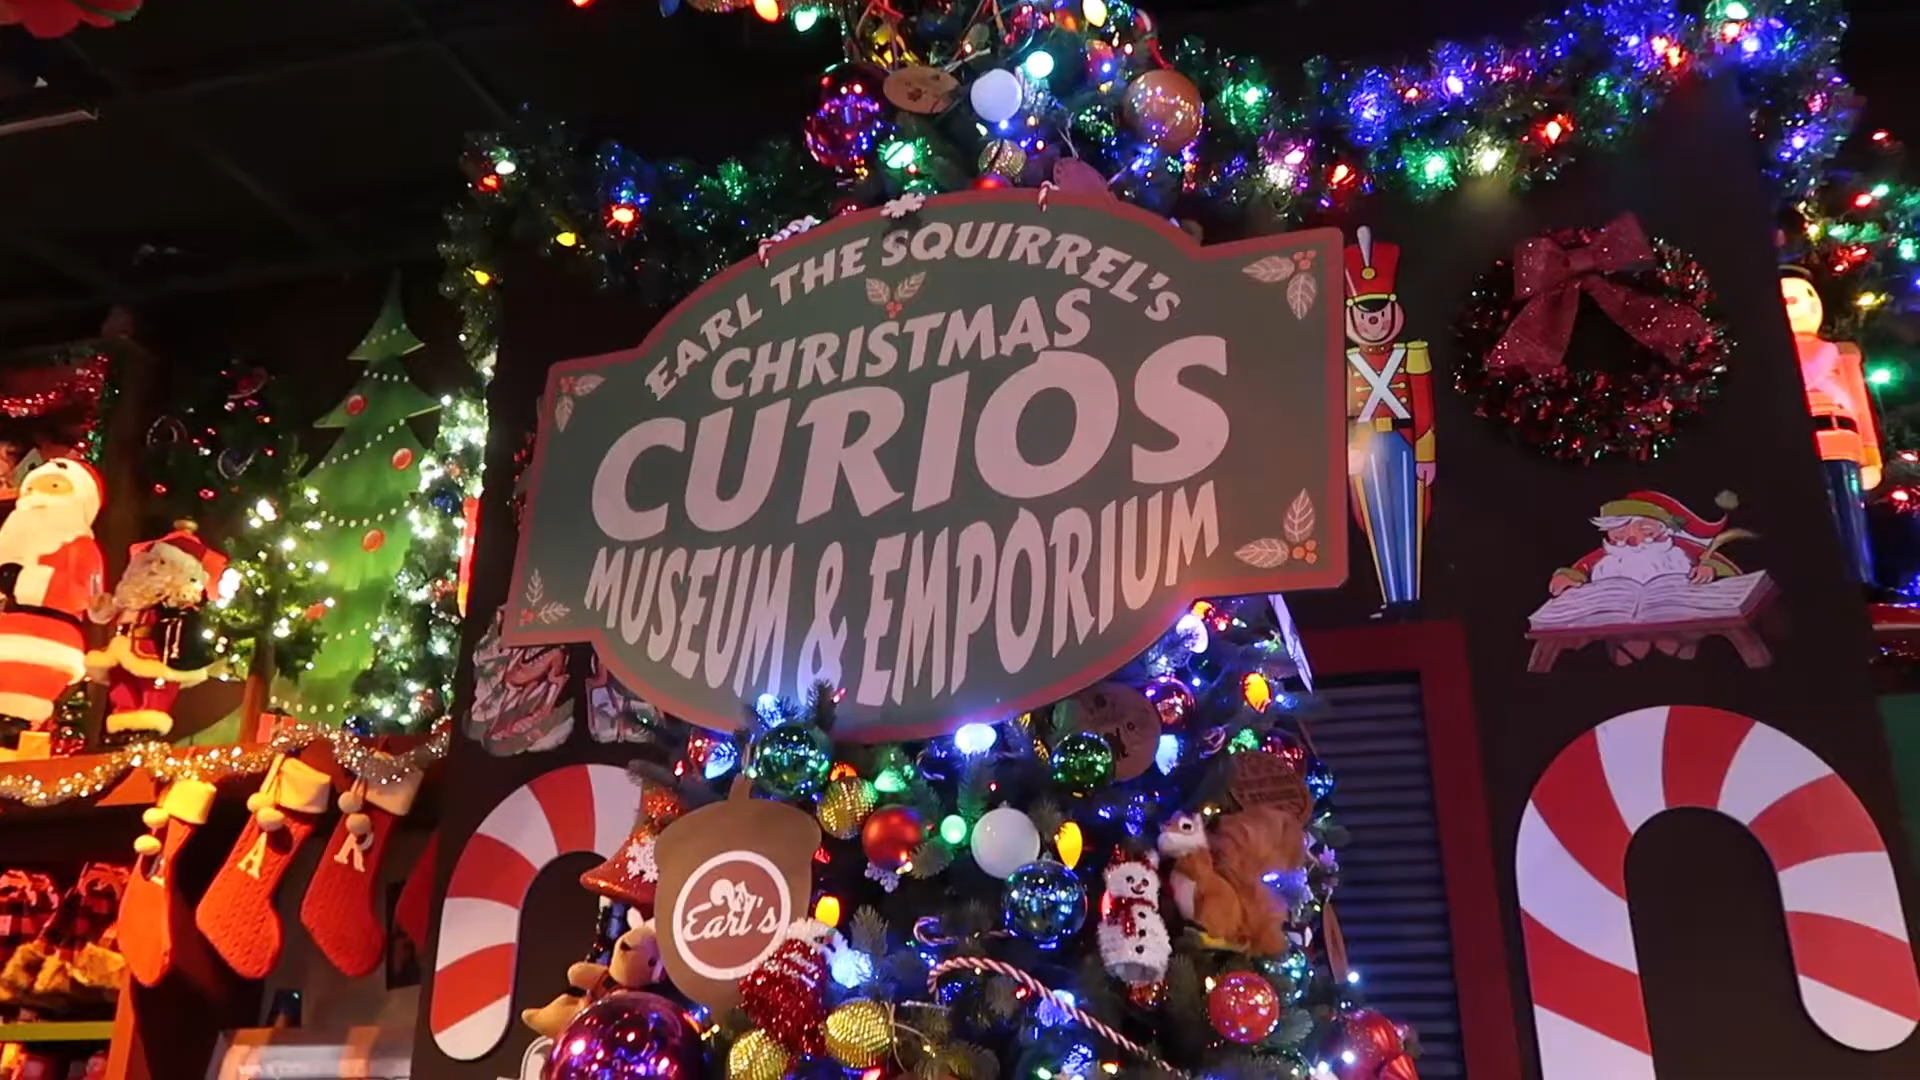 EARL THE SQUIRREL'S
CHRISTMAS
CURIOS
MUSEUM & EMPORIUM
A
R
Earl's